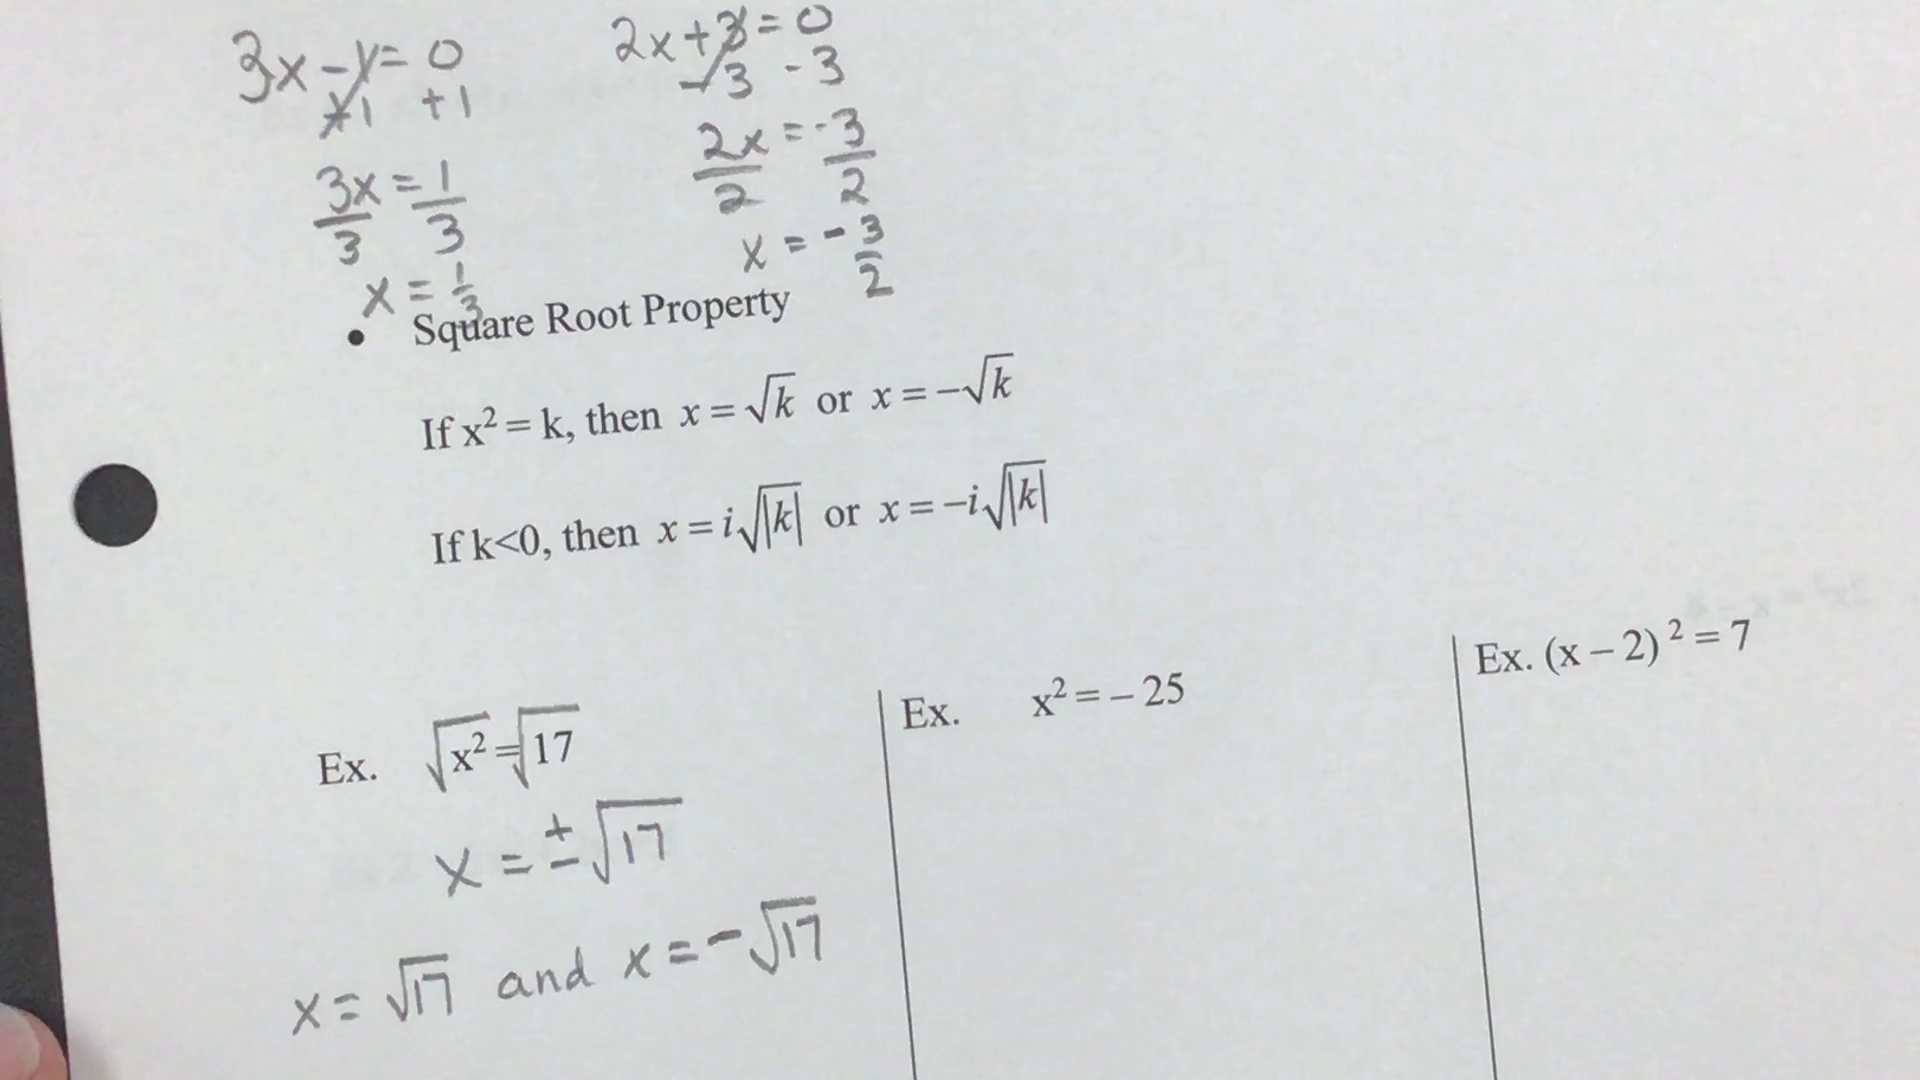 3x - 1 = 0
+1 +1
3x = 1
3 3
x = 1/3
2x + 3 = 0
-3 -3
2x = -3
2 2
x = -3/2
• Square Root Property
If x² = k, then x = √k or x = −√k
If k<0, then x = i√|k| or x = −i√|k|
Ex. √x² = √17
x = ±√17
x = √17 and x = -√17
Ex. x² = – 25
Ex. (x – 2)² = 7